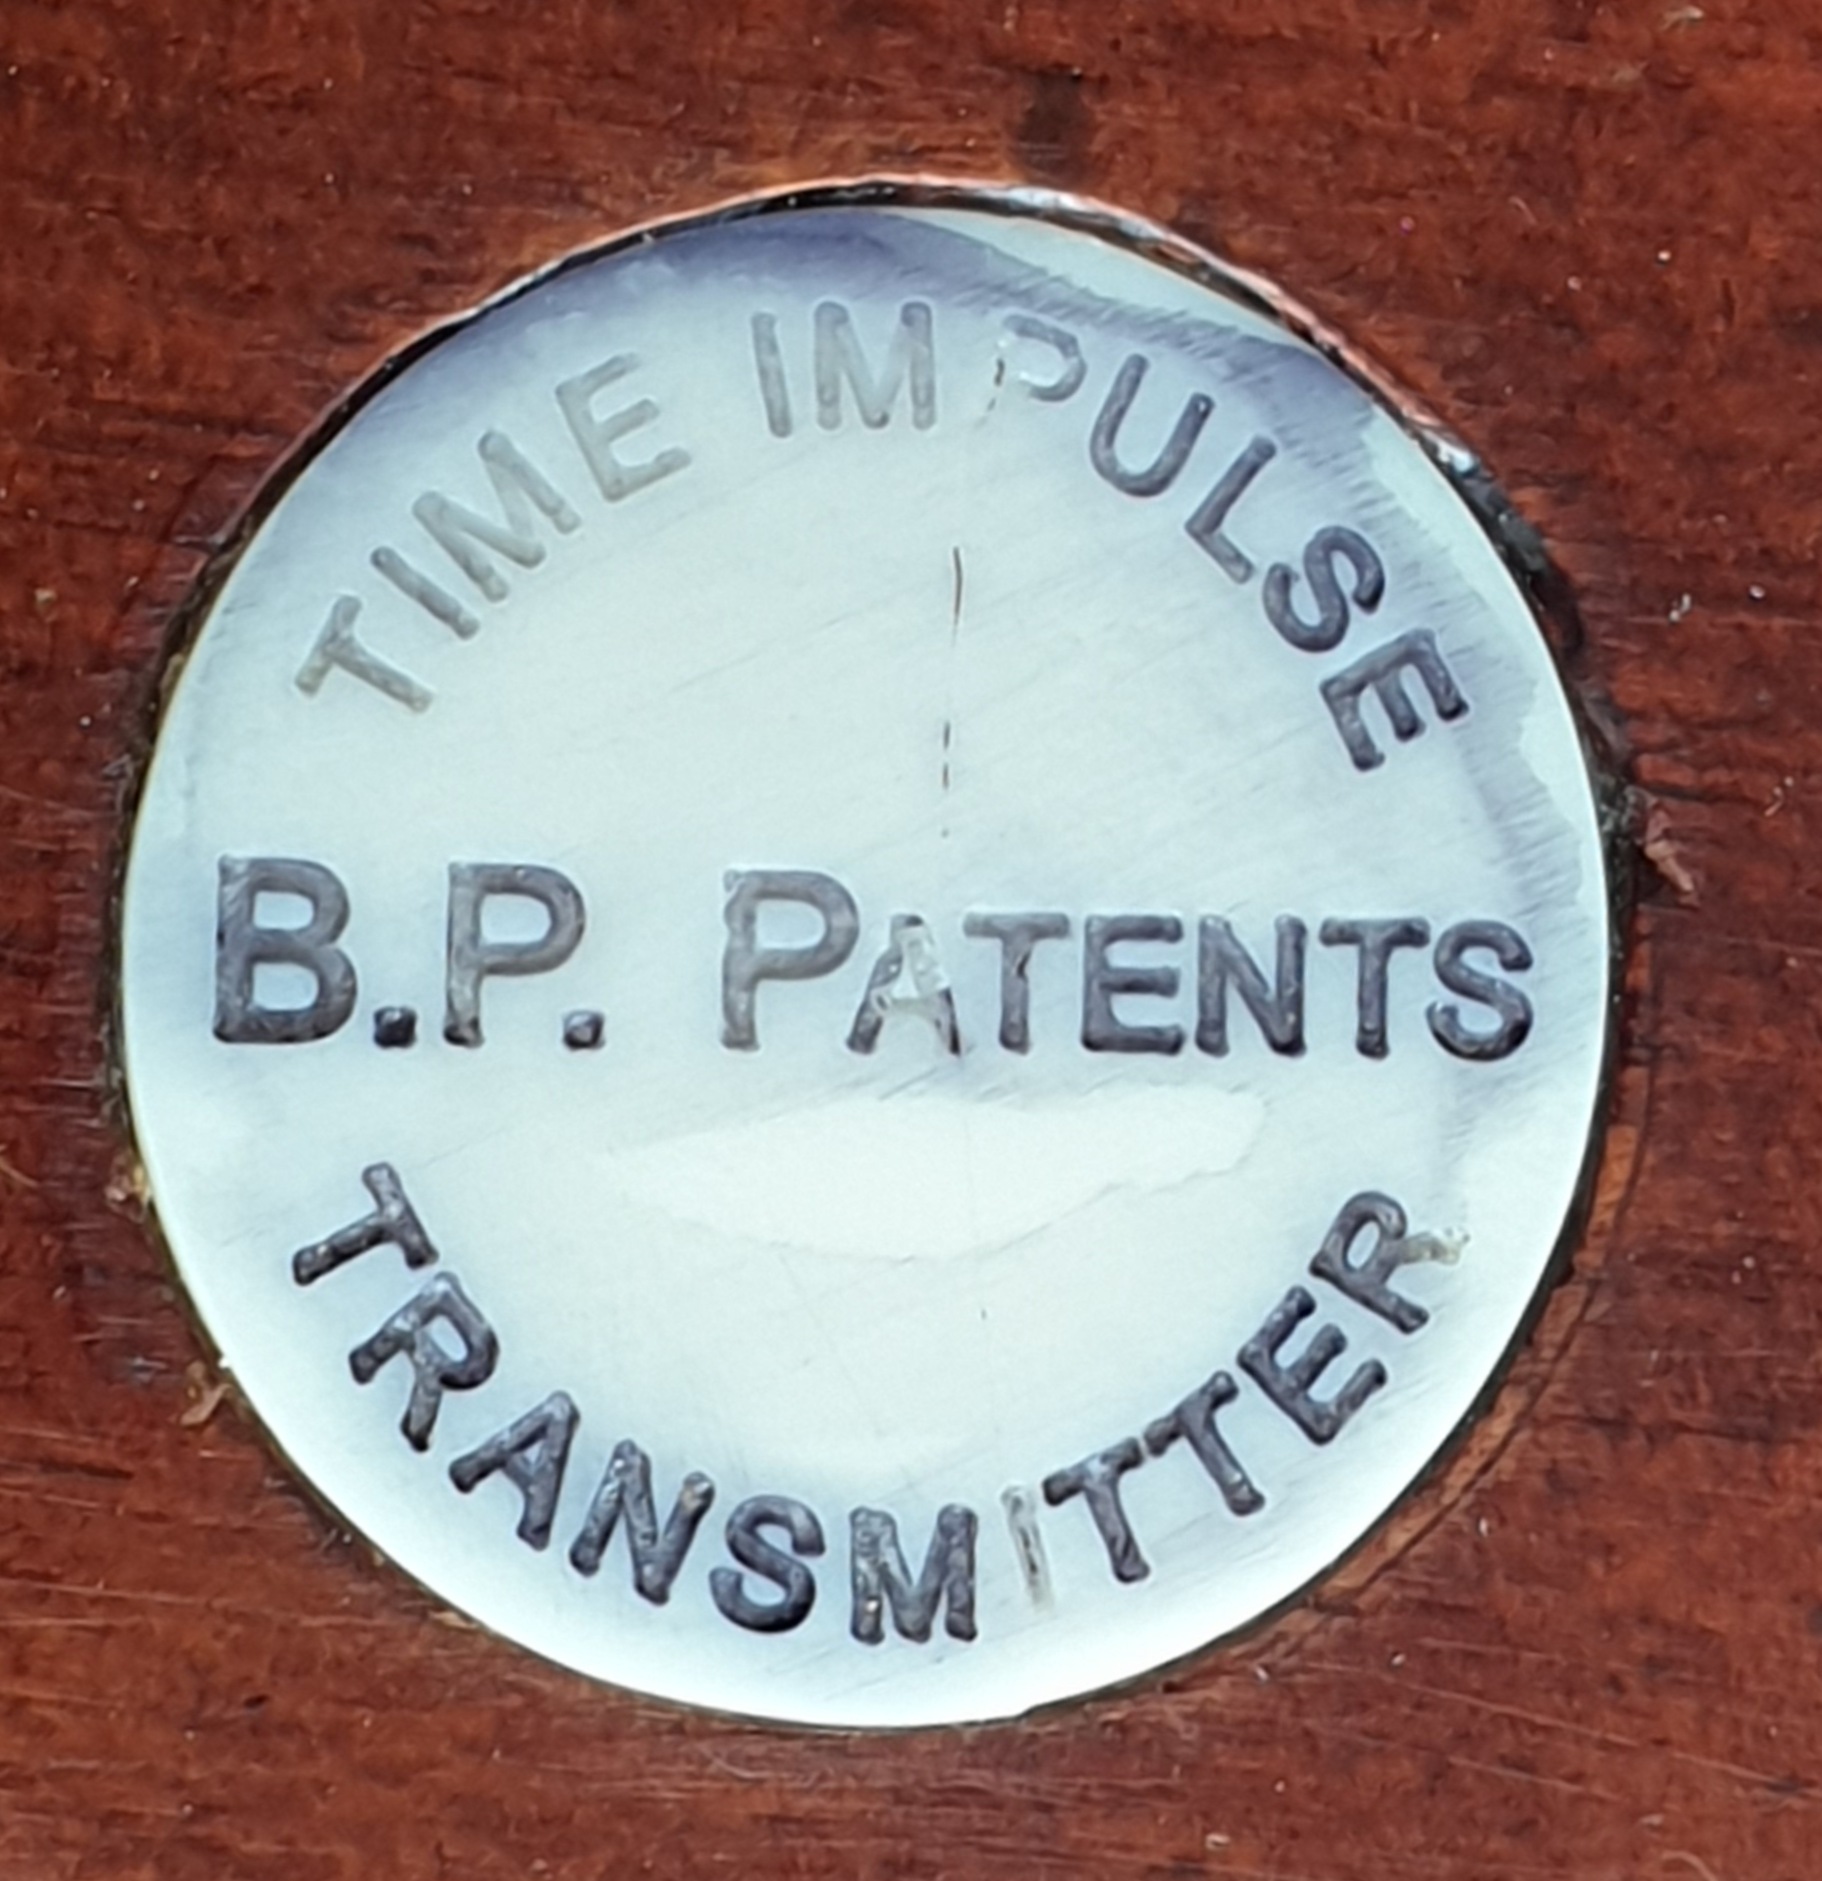 TIME IMPULSE
B.P. PATENTS
TRANSMITTER